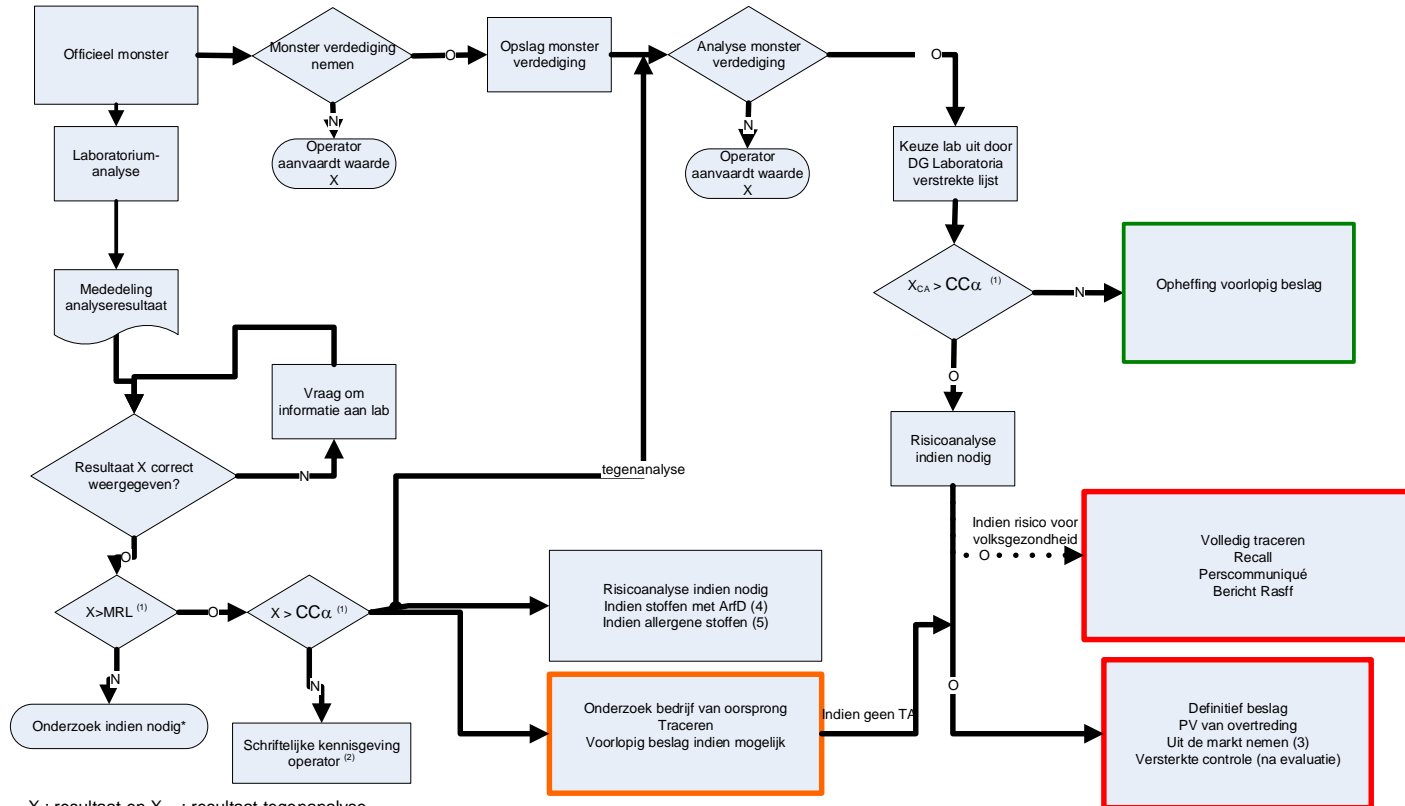 Officieel monster
Monster verdediging
nemen
O
Opslag monster
verdediging
Analyse monster
verdediging
O
N
Operator
aanvaardt waarde
X
N
Operator
aanvaardt waarde
X
Laboratorium-
analyse
Keuze lab uit door
DG Laboratoria
verstrekte lijst
Mededeling
analyseresultaat
X_CA > CCα (1)
N
Opheffing voorlopig beslag
O
Vraag om
informatie aan lab
Resultaat X correct
weergegeven?
N
tegenanalyse
Risicoanalyse
indien nodig
O
Indien risico voor
volksgezondheid
O
Volledig traceren
Recall
Perscommuniqué
Bericht Rasff
X>MRL (1)
O
X > CCα (1)
Risicoanalyse indien nodig
Indien stoffen met ArfD (4)
Indien allergene stoffen (5)
N
N
O
Onderzoek indien nodig*
Schriftelijke kennisgeving
operator (2)
Onderzoek bedrijf van oorsprong
Traceren
Voorlopig beslag indien mogelijk
Indien geen TA
Definitief beslag
PV van overtreding
Uit de markt nemen (3)
Versterkte controle (na evaluatie)